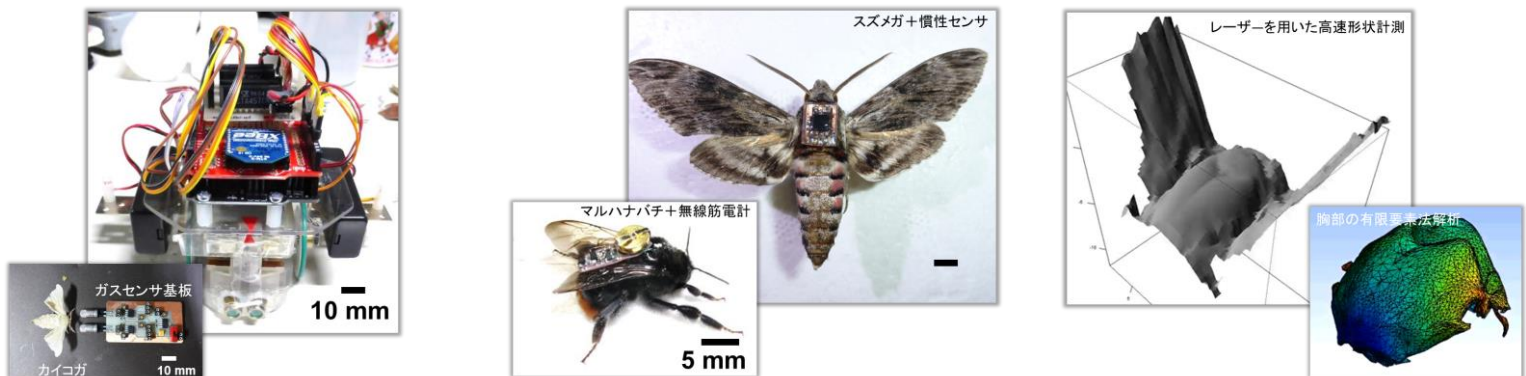 XBee
10 mm
ガスセンサ基板
カイコガ
10 mm
スズメガ+慣性センサ
マルハナバチ+無線筋電計
5 mm
レーザーを用いた高速形状計測
胸部の有限要素法解析